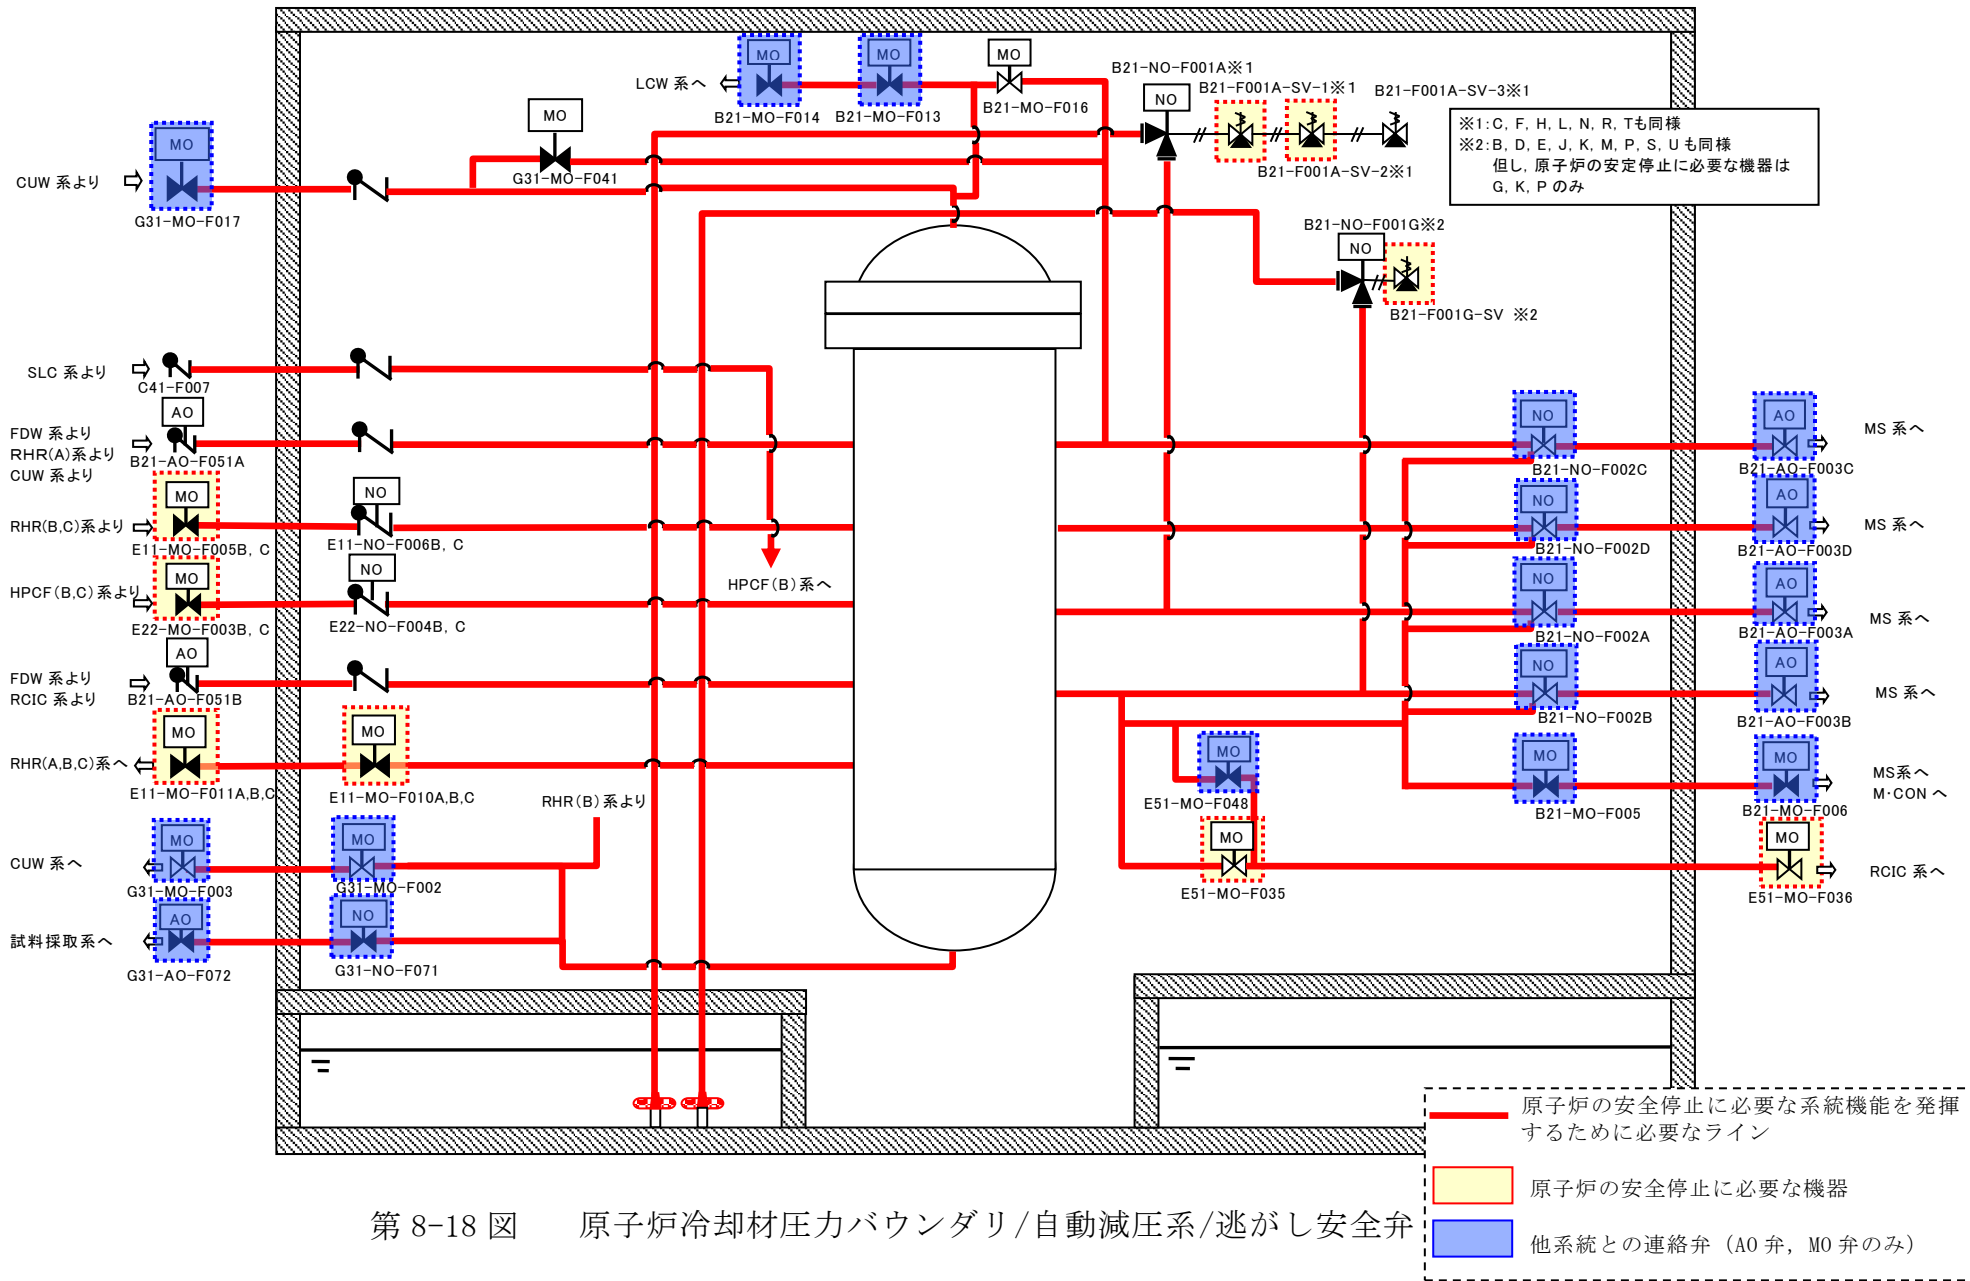 MO
MO
MO
LCW 系へ
B21-MO-F014
B21-MO-F013
B21-MO-F016
B21-NO-F001A※1
B21-F001A-SV-1※1
B21-F001A-SV-3※1
NO
B21-F001A-SV-2※1
※1:C, F, H, L, N, R, Tも同様
※2:B, D, E, J, K, M, P, S, U も同様
但し, 原子炉の安定停止に必要な機器は
G, K, P のみ
MO
CUW 系より
G31-MO-F017
MO
G31-MO-F041
B21-NO-F001G※2
NO
B21-F001G-SV ※2
SLC 系より
C41-F007
AO
FDW 系より
RHR(A)系より
CUW 系より
B21-AO-F051A
MO
NO
RHR(B,C)系より
E11-MO-F005B, C
E11-NO-F006B, C
MO
NO
HPCF(B,C)系より
E22-MO-F003B, C
E22-NO-F004B, C
HPCF(B)系へ
AO
FDW 系より
RCIC 系より
B21-AO-F051B
MO
MO
RHR(A,B,C)系へ
E11-MO-F011A,B,C
E11-MO-F010A,B,C
RHR(B)系より
MO
MO
CUW 系へ
G31-MO-F003
G31-MO-F002
AO
NO
試料採取系へ
G31-AO-F072
G31-NO-F071
NO
AO
MS 系へ
B21-NO-F002C
B21-AO-F003C
NO
AO
MS 系へ
B21-NO-F002D
B21-AO-F003D
NO
AO
MS 系へ
B21-NO-F002A
B21-AO-F003A
NO
AO
MS 系へ
B21-NO-F002B
B21-AO-F003B
MO
MO
MO
MS系へ
M·CON へ
E51-MO-F048
B21-MO-F005
B21-MO-F006
MO
MO
RCIC 系へ
E51-MO-F035
E51-MO-F036
原子炉の安全停止に必要な系統機能を発揮
するために必要なライン
原子炉の安全停止に必要な機器
他系統との連絡弁（AO 弁, MO 弁のみ）
第 8-18 図 原子炉冷却材圧力バウンダリ/自動減圧系/逃がし安全弁